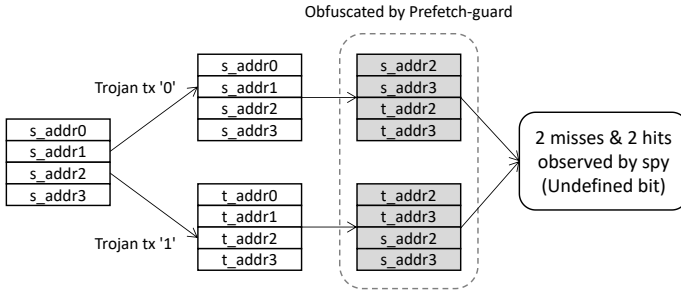 Obfuscated by Prefetch-guard
Trojan tx '0'
s_addr0
s_addr1
s_addr2
s_addr3
s_addr0
s_addr1
s_addr2
s_addr3
s_addr2
s_addr3
t_addr2
t_addr3
2 misses & 2 hits
observed by spy
(Undefined bit)
Trojan tx '1'
t_addr0
t_addr1
t_addr2
t_addr3
t_addr2
t_addr3
s_addr2
s_addr3